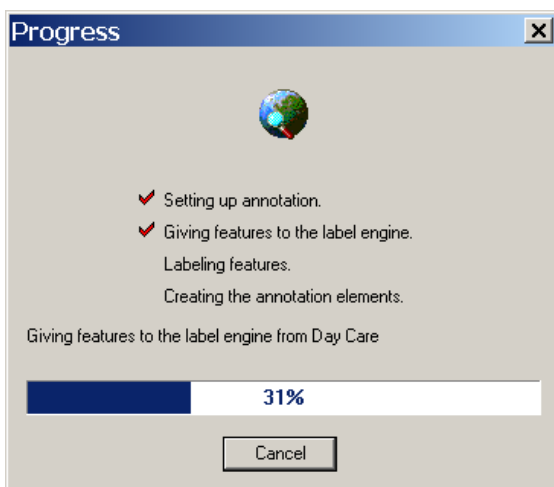 Progress
Setting up annotation.
Giving features to the label engine.
Labeling features.
Creating the annotation elements.
Giving features to the label engine from Day Care
31%
Cancel